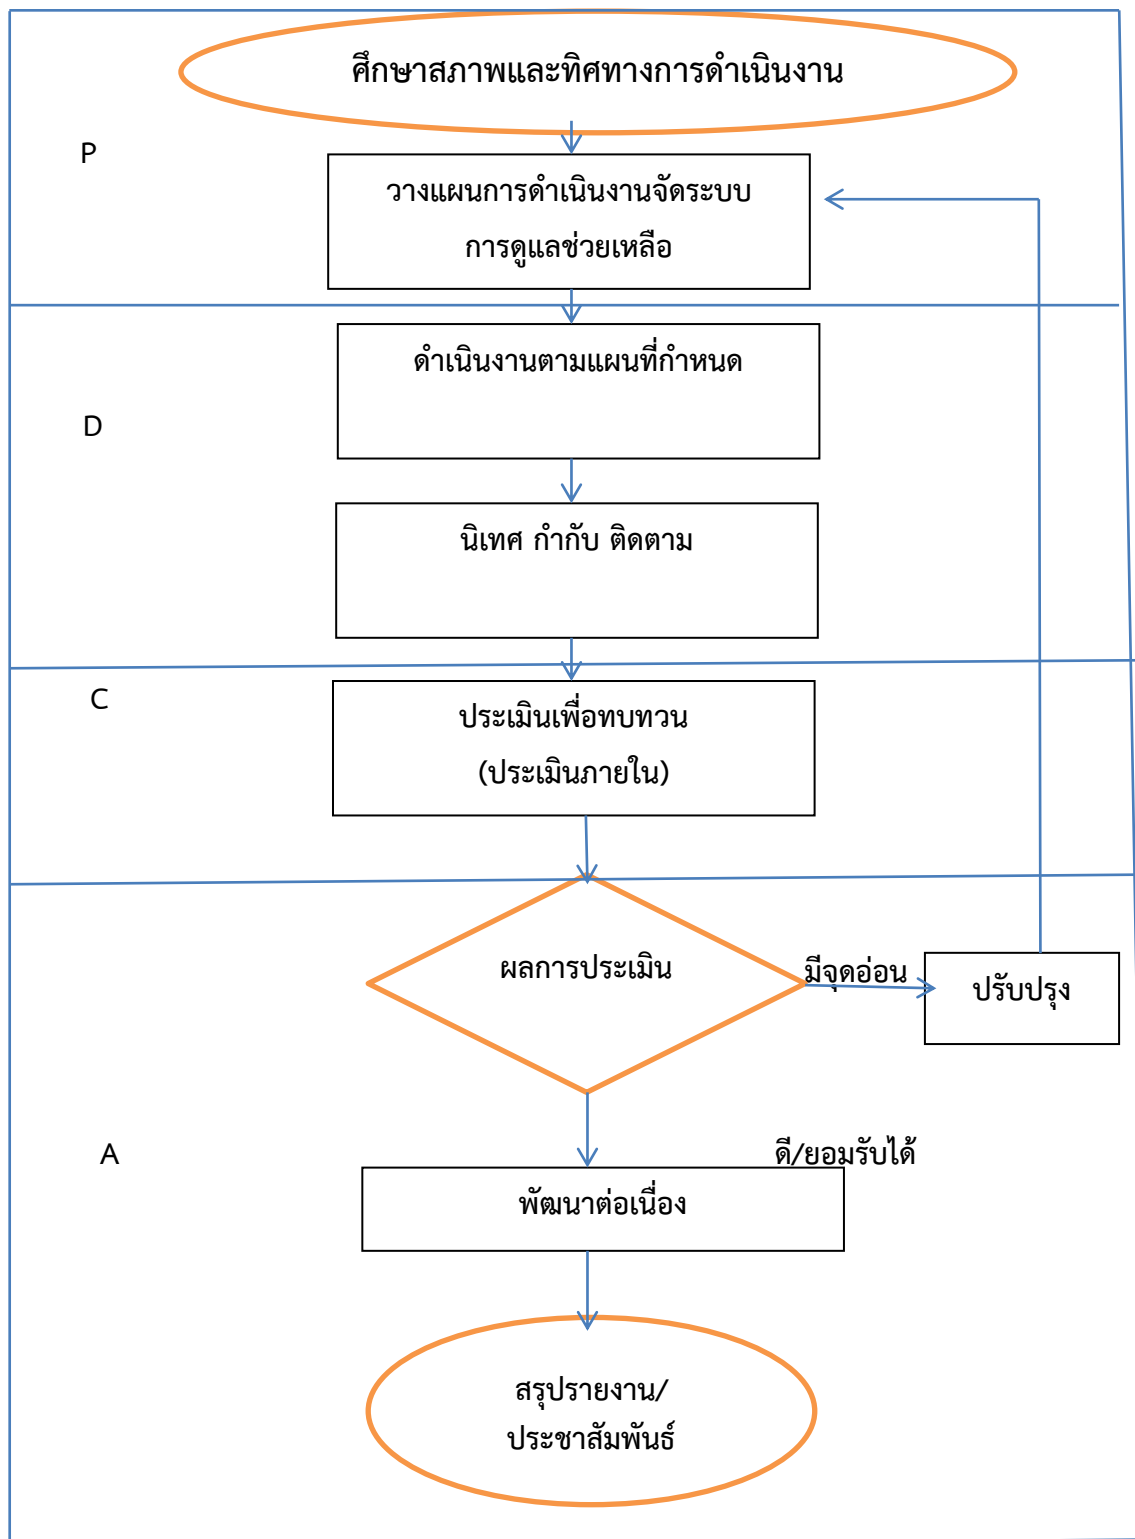 ศึกษาสภาพและทิศทางการดำเนินงาน
P
วางแผนการดำเนินงานจัดระบบ
การดูแลช่วยเหลือ
ดำเนินงานตามแผนที่กำหนด
D
นิเทศ กำกับ ติดตาม
C
ประเมินเพื่อทบทวน
(ประเมินภายใน)
ผลการประเมิน
มีจุดอ่อน
ปรับปรุง
A
ดี/ยอมรับได้
พัฒนาต่อเนื่อง
สรุปรายงาน/
ประชาสัมพันธ์